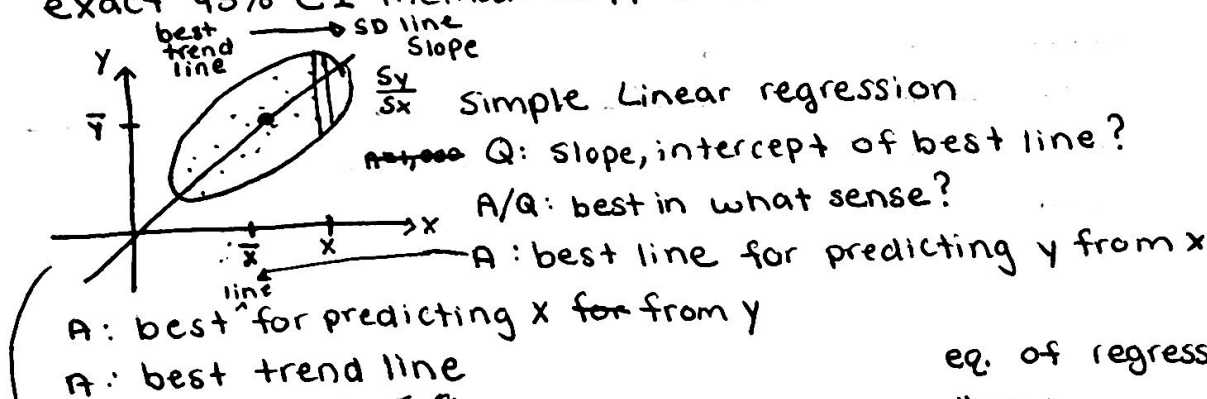 exact 95% CI
best → SD line
trend
line
Slope
Y
Sy
Sx
Simple Linear regression
Y̅
Q: Slope, intercept of best line?
A/Q: best in what sense?
X
x̅
x
A: best line for predicting y from x
line
A: best ^ for predicting x for from y
A: best trend line
eq. of regress